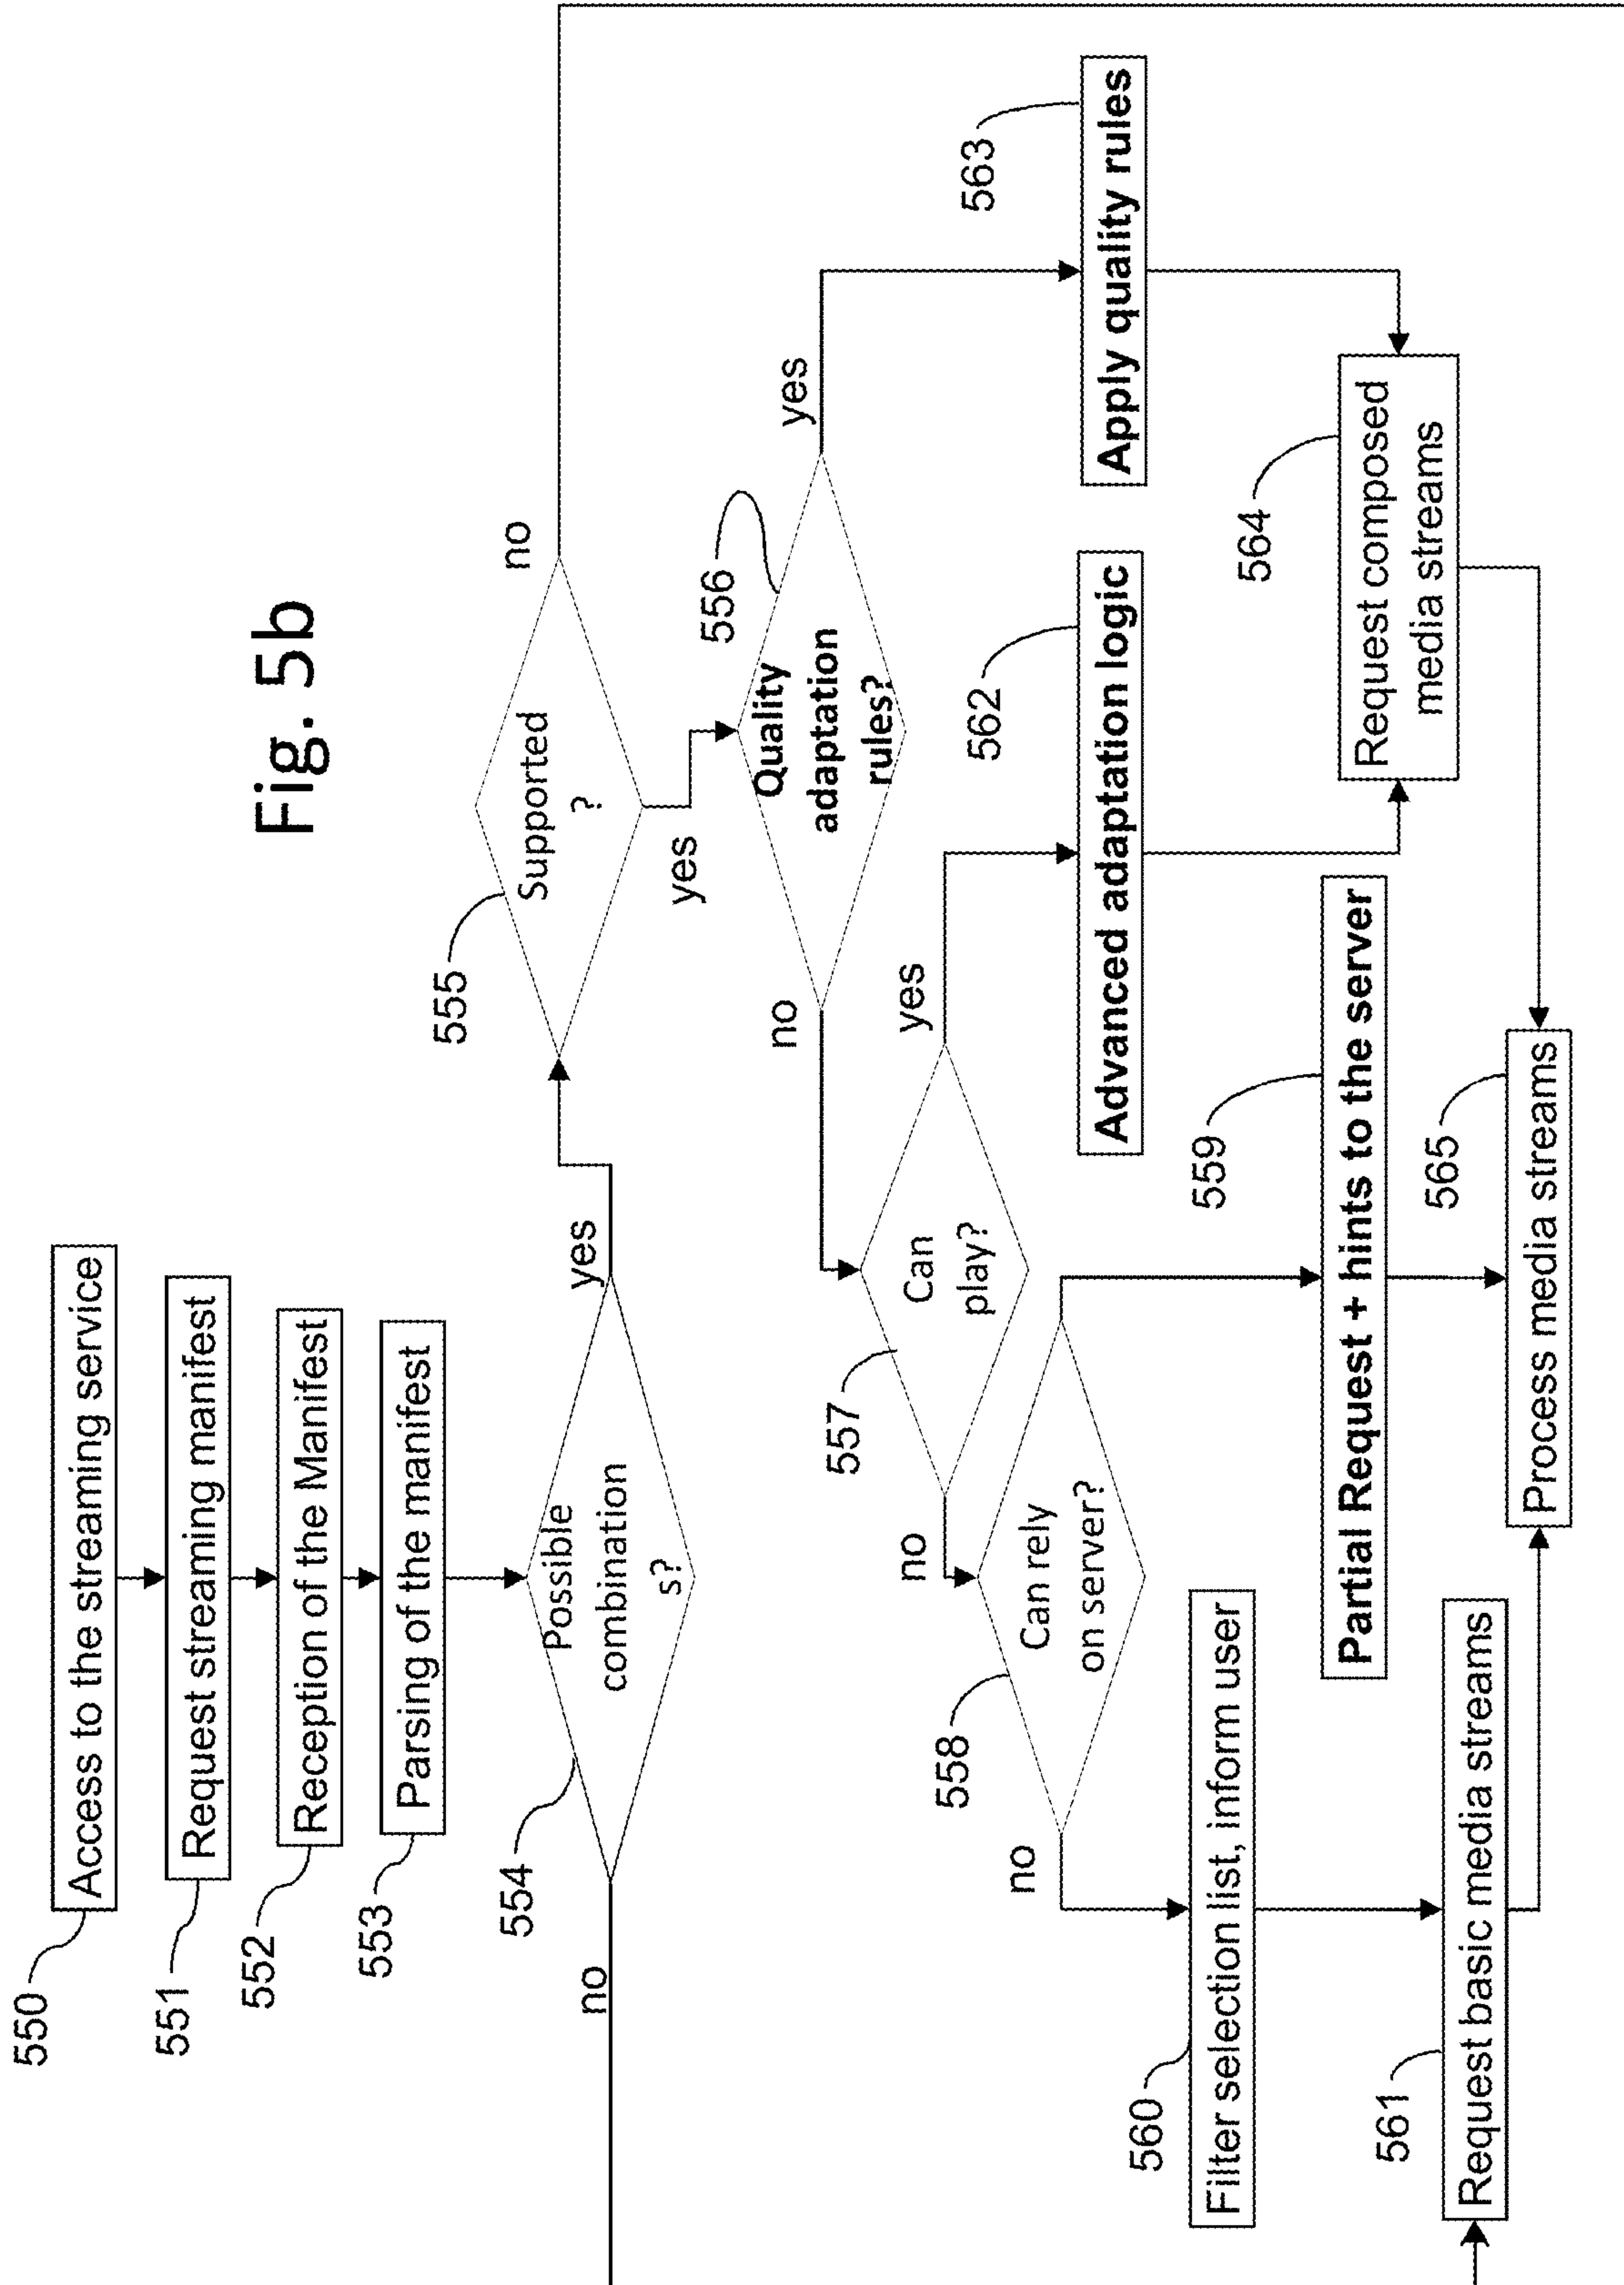 Fig. 5b
550
Access to the streaming service
551
Request streaming manifest
552
Reception of the Manifest
553
Parsing of the manifest
554
Possible
combination
s?
yes
no
555
Supported
?
no
yes
556
Quality
adaptation
rules?
yes
no
557
Can
play?
yes
no
558
Can rely
on server?
no
560
Filter selection list, inform user
561
Request basic media streams
559
Partial Request + hints to the server
562
Advanced adaptation logic
563
Apply quality rules
564
Request composed
media streams
565
Process media streams